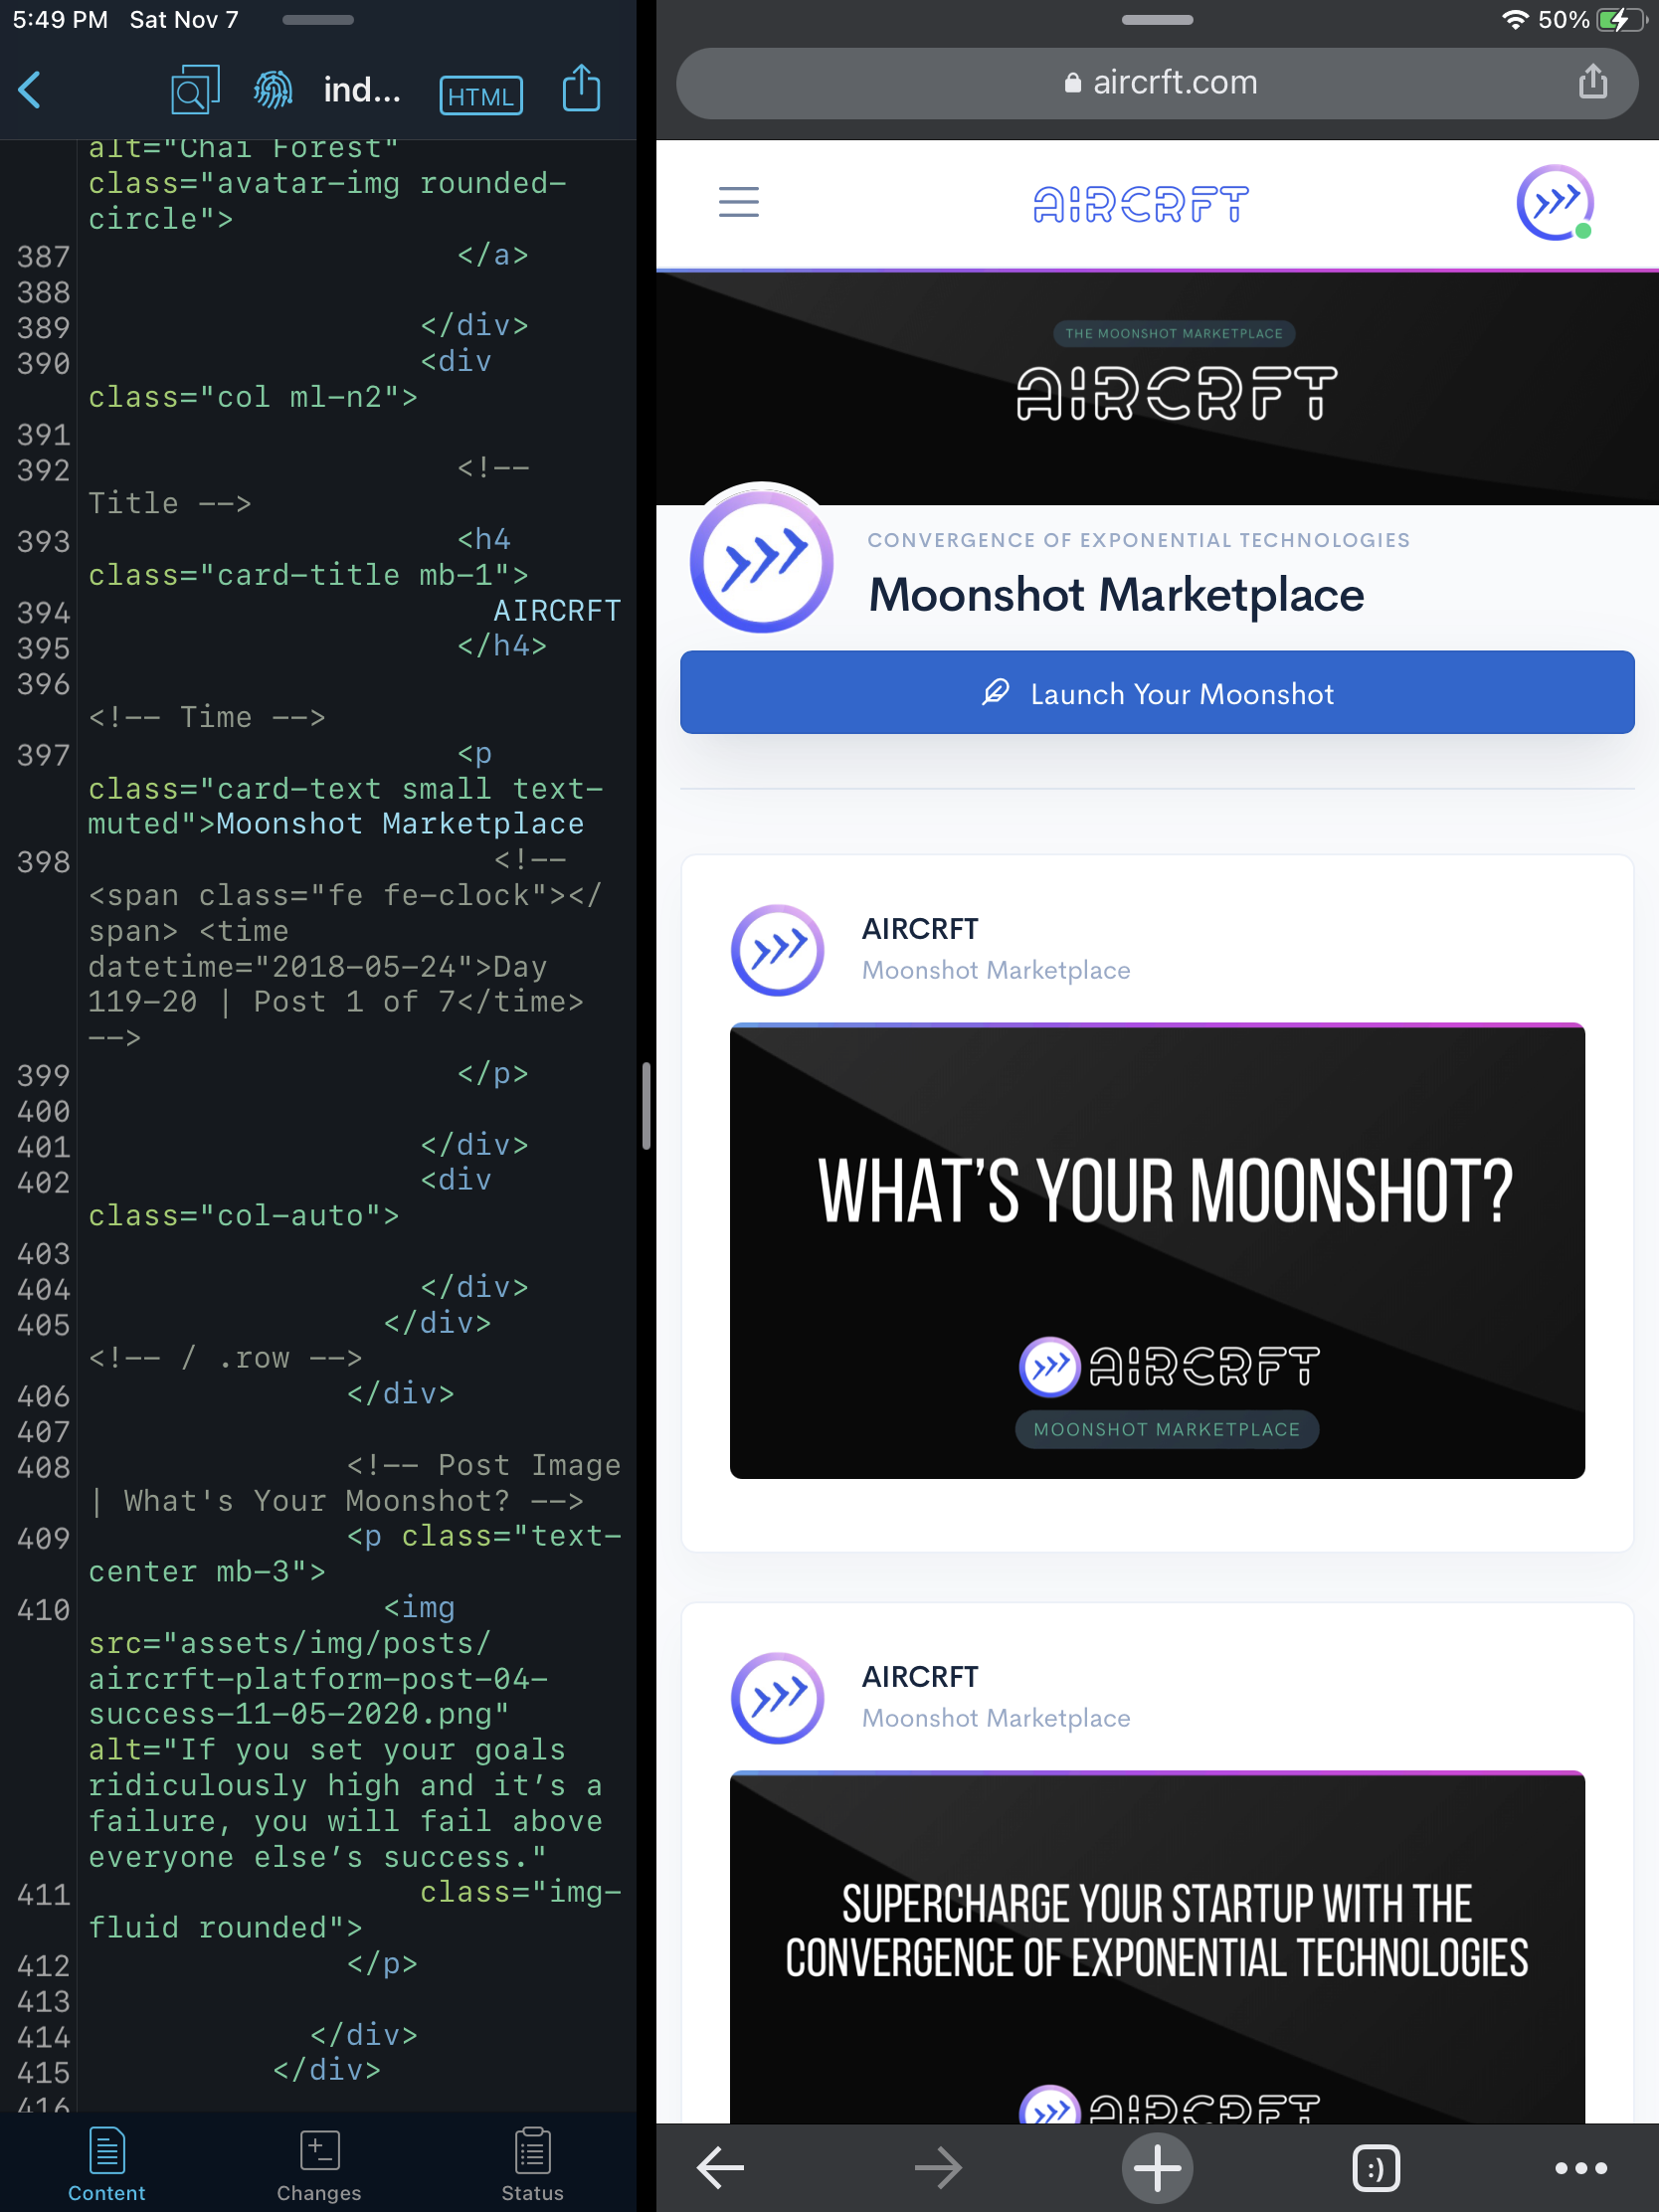 5:49 PM Sat Nov 7
50%
ind...
HTML
alt="Chai Forest"
class="avatar-img rounded-
circle">
387 </a>
388
389 </div>
390 <div
class="col ml-n2">
391
392 <!--
Title -->
393 <h4
class="card-title mb-1">
394 AIRCRFT
395 </h4>
396
<!-- Time -->
397 <p
class="card-text small text-
muted">Moonshot Marketplace
398 <!--
<span class="fe fe-clock"></
span> <time
datetime="2018-05-24">Day
119-20 | Post 1 of 7</time>
-->
399 </p>
400
401 </div>
402 <div
class="col-auto">
403
404 </div>
405 </div>
<!-- / .row -->
406 </div>
407
408 <!-- Post Image
| What's Your Moonshot? -->
409 <p class="text-
center mb-3">
410 <img
src="assets/img/posts/
aircrft-platform-post-04-
success-11-05-2020.png"
alt="If you set your goals
ridiculously high and it’s a
failure, you will fail above
everyone else’s success."
411 class="img-
fluid rounded">
412 </p>
413
414 </div>
415 </div>
416
Content
Changes
Status
aircrft.com
AIRCRFT
THE MOONSHOT MARKETPLACE
AIRCRFT
CONVERGENCE OF EXPONENTIAL TECHNOLOGIES
Moonshot Marketplace
Launch Your Moonshot
AIRCRFT
Moonshot Marketplace
WHAT’S YOUR MOONSHOT?
AIRCRFT
MOONSHOT MARKETPLACE
AIRCRFT
Moonshot Marketplace
SUPERCHARGE YOUR STARTUP WITH THE
CONVERGENCE OF EXPONENTIAL TECHNOLOGIES
AIRCRFT
:)